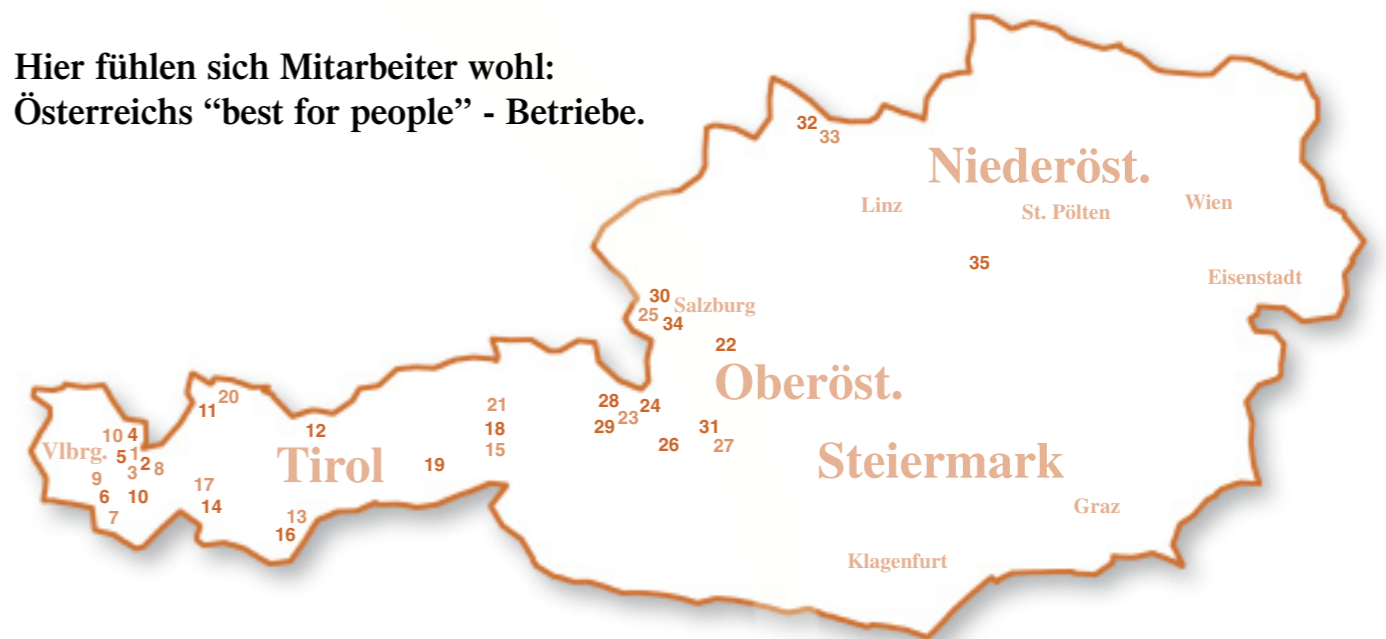 Hier fühlen sich Mitarbeiter wohl:
Österreichs “best for people” - Betriebe.
32
33
Niederöst.
Linz
St. Pölten
Wien
35
Eisenstadt
30
Salzburg
25
34
22
Oberöst.
20
11
21
28
24
23
12
18
29
31
10
4
Vlbrg.
5
1
2
3
8
15
26
27
Tirol
19
Steiermark
9
17
6
10
14
Graz
7
13
16
Klagenfurt